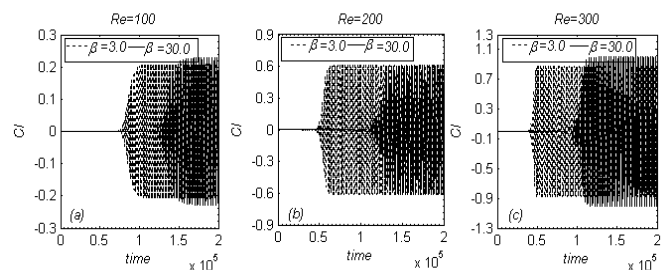 Re=100
β=3.0 β=30.0
0.3
0.2
0.1
0
-0.1
-0.2
-0.3
Cl
(a)
0 0.5 1 1.5 2
time
x 10^5
Re=200
β=3.0 β=30.0
0.9
0.6
0.3
0
-0.3
-0.6
-0.9
Cl
(b)
0 0.5 1 1.5 2
time
x 10^5
Re=300
β=3.0 β=30.0
1.3
0.9
0.5
0.1
-0.1
-0.5
-0.9
-1.3
Cl
(c)
0 0.5 1 1.5 2
time
x 10^5